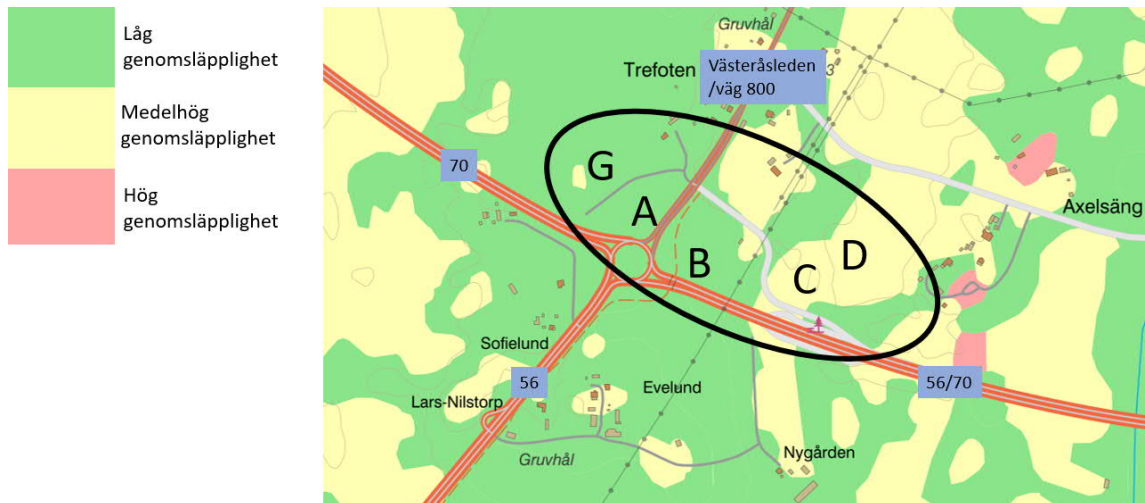 Låg
genomsläpplighet
Medelhög
genomsläpplighet
Hög
genomsläpplighet
Gruvhål
Trefoten
Västeråsleden
/väg 800
3
70
G
A
B
C
D
Axelsäng
Sofielund
56
Evelund
56/70
Lars-Nilstorp
Gruvhål
Nygården